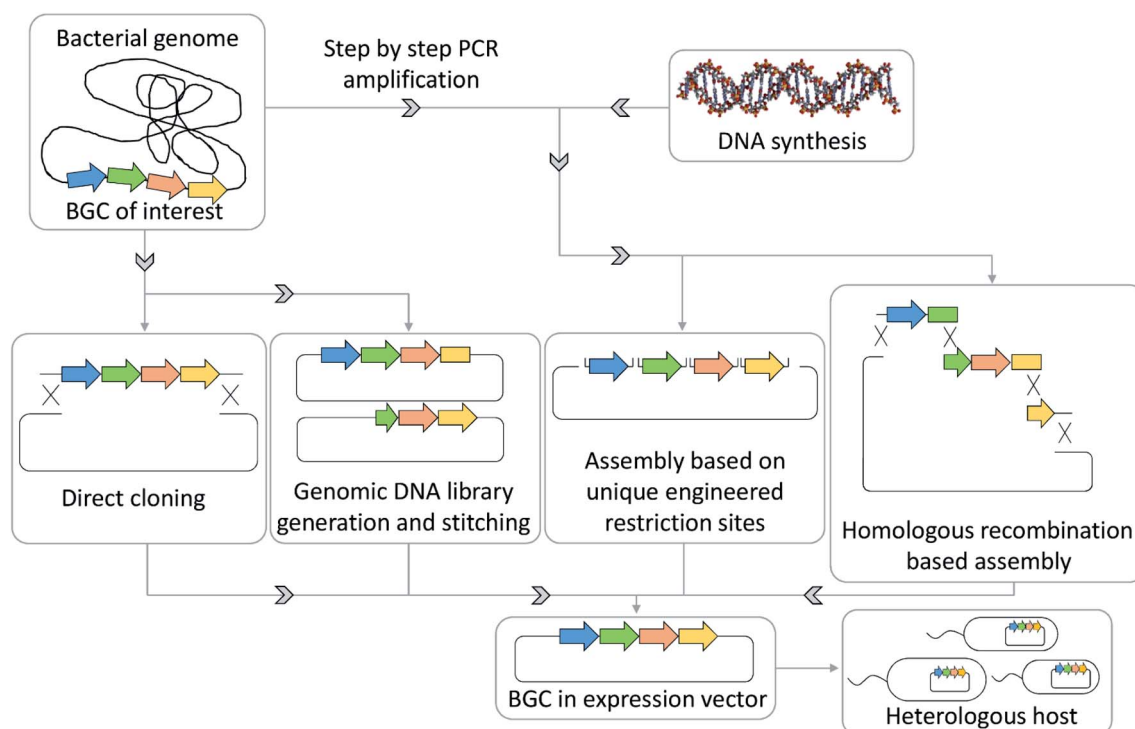 Bacterial genome
BGC of interest
Step by step PCR
amplification
DNA synthesis
Direct cloning
Genomic DNA library
generation and stitching
Assembly based on
unique engineered
restriction sites
Homologous recombination
based assembly
BGC in expression vector
Heterologous host